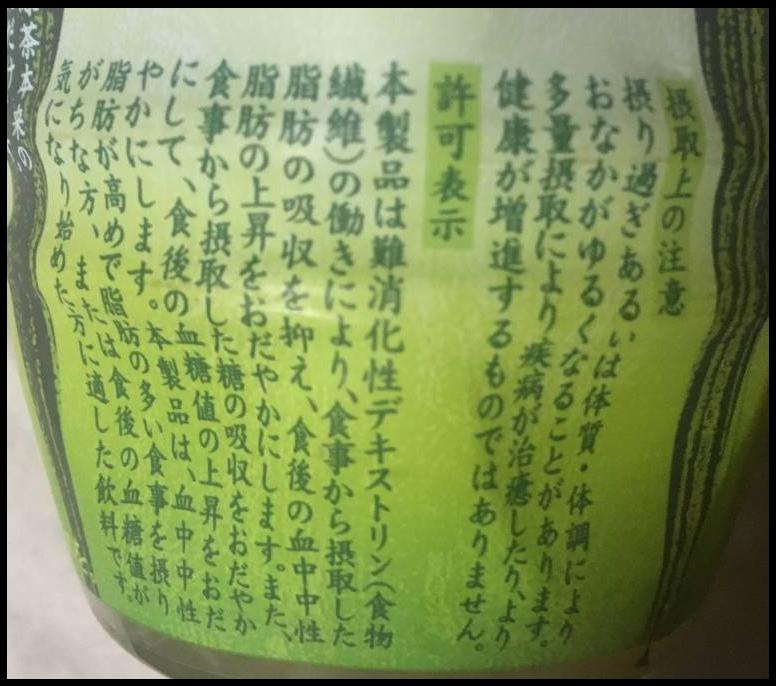 摂取上の注意
摂り過ぎあるいは体質・体調により
おなかがゆるくなることがあります。
多量摂取により疾病が治癒したり、より
健康が増進するものではありません。
許可表示
本製品は難消化性デキストリン(食物
繊維)の働きにより、食事から摂取した
脂肪の吸収を抑え、食後の血中中性
脂肪の上昇をおだやかにします。また、
食事から摂取した糖の吸収をおだやか
にして、食後の血糖値の上昇をおだ
やかにします。本製品は、血中中性
脂肪が高めで脂肪の多い食事を摂り
がちな方、または食後の血糖値が
気になり始めた方に適した飲料です。
茶本来の